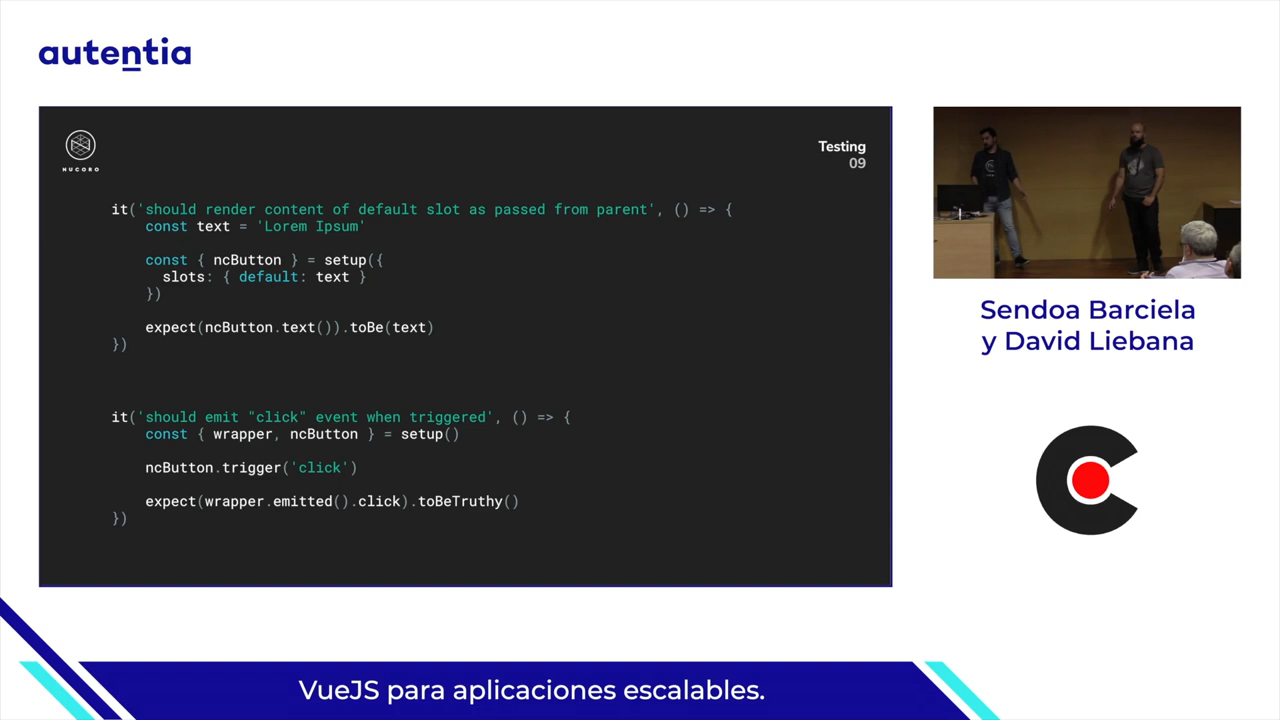 autentia
NUCORO
Testing
09
it('should render content of default slot as passed from parent', () => {
const text = 'Lorem Ipsum'
const { ncButton } = setup({
slots: { default: text }
})
expect(ncButton.text()).toBe(text)
})
it('should emit "click" event when triggered', () => {
const { wrapper, ncButton } = setup()
ncButton.trigger('click')
expect(wrapper.emitted().click).toBeTruthy()
})
Sendoa Barciela
y David Liebana
VueJS para aplicaciones escalables.